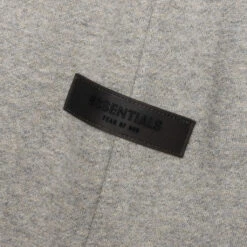 ESSENTIALS
FEAR OF GOD